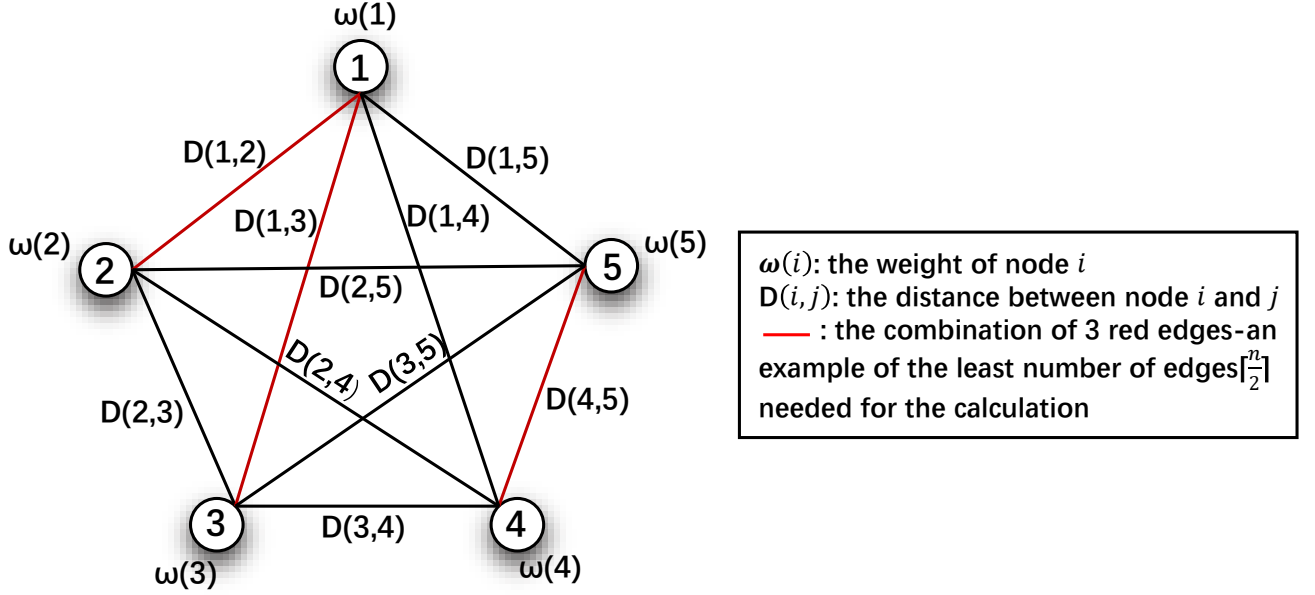 ω(1)
1
D(1,2)
D(1,5)
D(1,3)
D(1,4)
ω(2)
2
ω(5)
5
D(2,5)
D(2,4)
D(3,5)
D(2,3)
D(4,5)
3
4
D(3,4)
ω(3)
ω(4)
ω(i): the weight of node i
D(i,j): the distance between node i and j
: the combination of 3 red edges-an
example of the least number of edges⌈n/2⌉
needed for the calculation